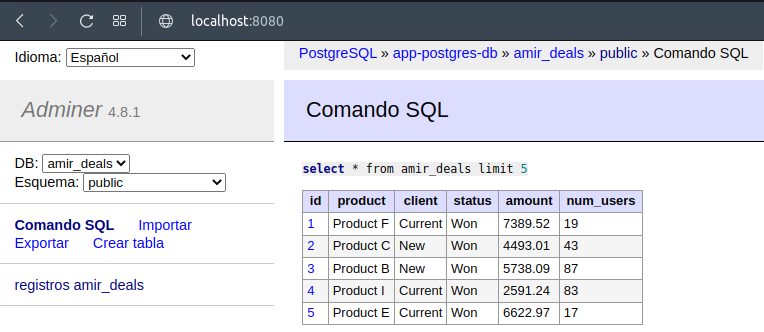 localhost:8080
Idioma: Español
PostgreSQL » app-postgres-db » amir_deals » public » Comando SQL
Adminer 4.8.1
Comando SQL
DB: amir_deals
Esquema: public
Comando SQL Importar
Exportar Crear tabla
registros amir_deals
select * from amir_deals limit 5
id product client status amount num_users
1 Product F Current Won 7389.52 19
2 Product C New Won 4493.01 43
3 Product B New Won 5738.09 87
4 Product I Current Won 2591.24 83
5 Product E Current Won 6622.97 17